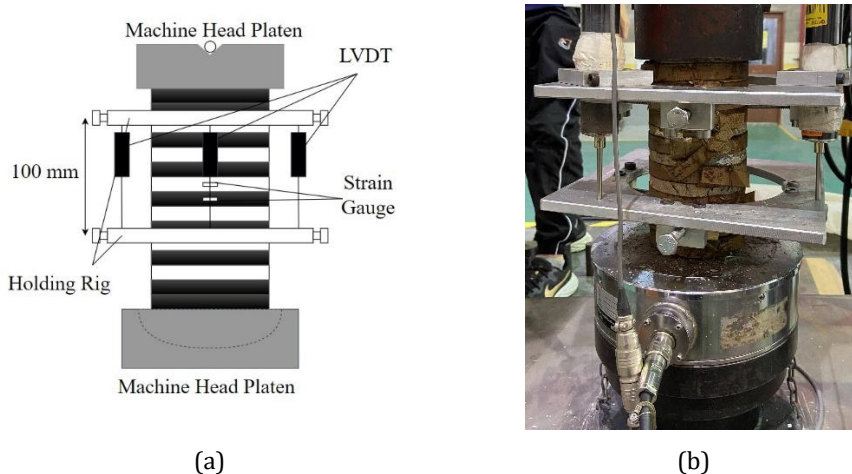 Machine Head Platen
LVDT
100 mm
Strain
Gauge
Holding Rig
Machine Head Platen
(a)
(b)